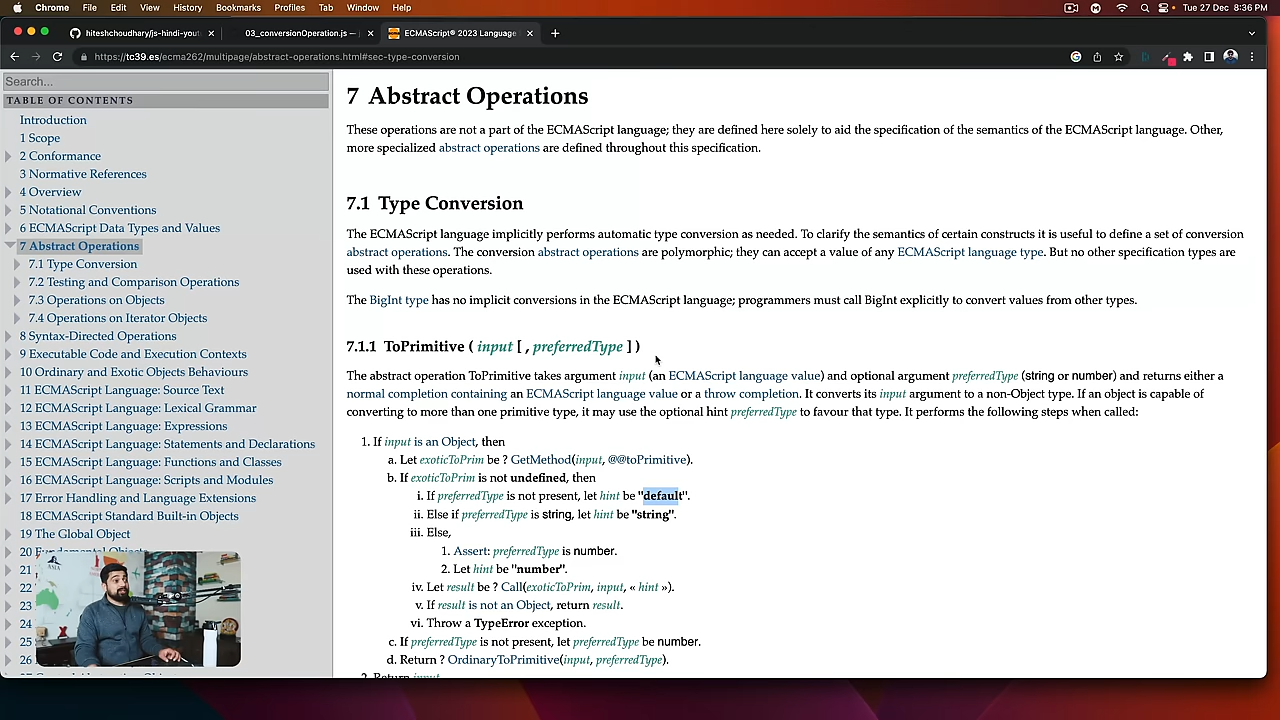 Chrome File Edit View History Bookmarks Profiles Tab Window Help Tue 27 Dec 8:36 PM
hiteshchoudhary/js-hindi-yout 03_conversionOperation.js — ECMAScript® 2023 Language
https://tc39.es/ecma262/multipage/abstract-operations.html#sec-type-conversion
Search...
TABLE OF CONTENTS
Introduction
1 Scope
2 Conformance
3 Normative References
4 Overview
5 Notational Conventions
6 ECMAScript Data Types and Values
7 Abstract Operations
7.1 Type Conversion
7.2 Testing and Comparison Operations
7.3 Operations on Objects
7.4 Operations on Iterator Objects
8 Syntax-Directed Operations
9 Executable Code and Execution Contexts
10 Ordinary and Exotic Objects Behaviours
11 ECMAScript Language: Source Text
12 ECMAScript Language: Lexical Grammar
13 ECMAScript Language: Expressions
14 ECMAScript Language: Statements and Declarations
15 ECMAScript Language: Functions and Classes
16 ECMAScript Language: Scripts and Modules
17 Error Handling and Language Extensions
18 ECMAScript Standard Built-in Objects
19 The Global Object
20 Fundamental Objects
21
22
23
24
25
26
7 Abstract Operations
These operations are not a part of the ECMAScript language; they are defined here solely to aid the specification of the semantics of the ECMAScript language. Other,
more specialized abstract operations are defined throughout this specification.
7.1 Type Conversion
The ECMAScript language implicitly performs automatic type conversion as needed. To clarify the semantics of certain constructs it is useful to define a set of conversion
abstract operations. The conversion abstract operations are polymorphic; they can accept a value of any ECMAScript language type. But no other specification types are
used with these operations.
The BigInt type has no implicit conversions in the ECMAScript language; programmers must call BigInt explicitly to convert values from other types.
7.1.1 ToPrimitive ( input [ , preferredType ] )
The abstract operation ToPrimitive takes argument input (an ECMAScript language value) and optional argument preferredType (string or number) and returns either a
normal completion containing an ECMAScript language value or a throw completion. It converts its input argument to a non-Object type. If an object is capable of
converting to more than one primitive type, it may use the optional hint preferredType to favour that type. It performs the following steps when called:
1. If input is an Object, then
a. Let exoticToPrim be ? GetMethod(input, @@toPrimitive).
b. If exoticToPrim is not undefined, then
i. If preferredType is not present, let hint be "default".
ii. Else if preferredType is string, let hint be "string".
iii. Else,
1. Assert: preferredType is number.
2. Let hint be "number".
iv. Let result be ? Call(exoticToPrim, input, « hint »).
v. If result is not an Object, return result.
vi. Throw a TypeError exception.
c. If preferredType is not present, let preferredType be number.
d. Return ? OrdinaryToPrimitive(input, preferredType).
2. Return input.